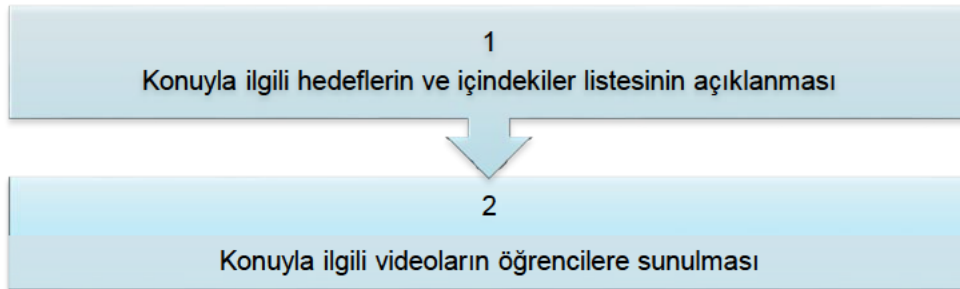 1
Konuyla ilgili hedeflerin ve içindekiler listesinin açıklanması
2
Konuyla ilgili videoların öğrencilere sunulması